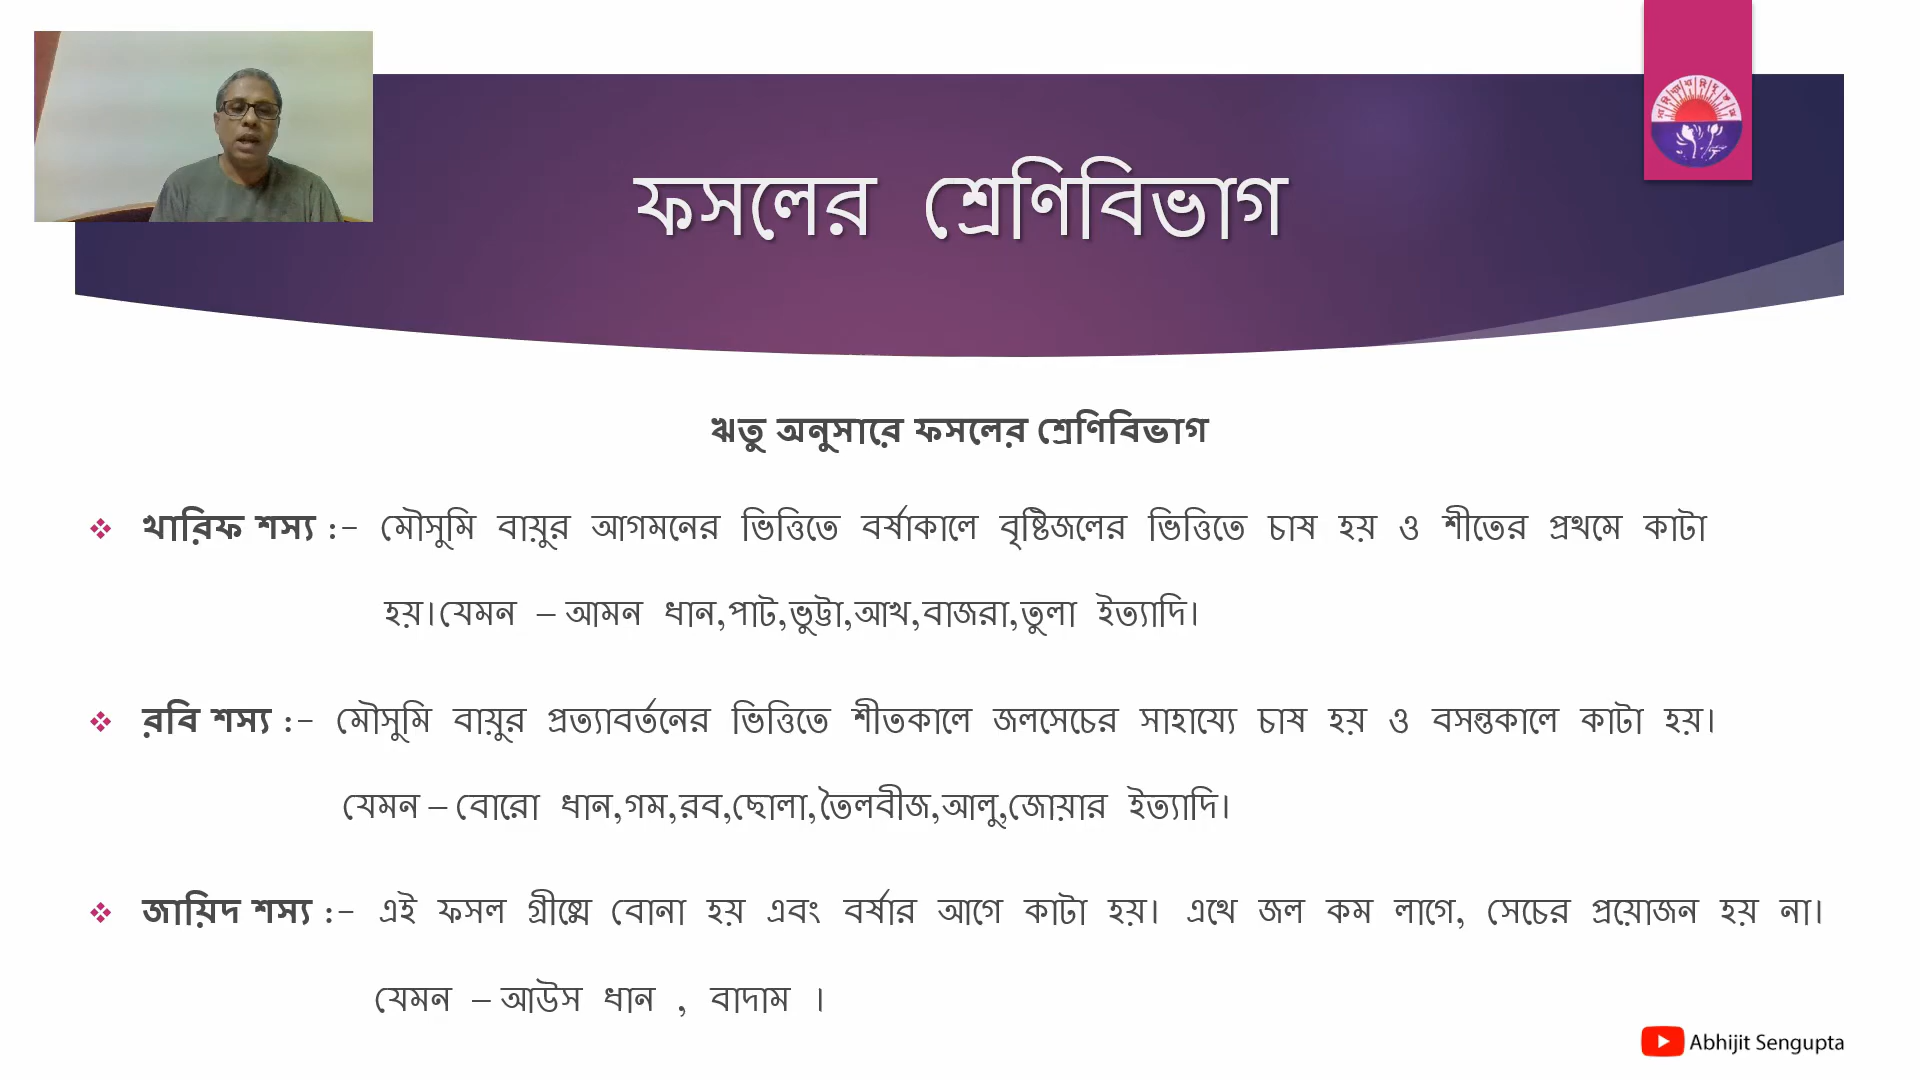 ফসলের শ্রেণিবিভাগ
ঋতু অনুসারে ফসলের শ্রেণিবিভাগ
❖ খারিফ শস্য :– মৌসুমি বায়ুর আগমনের ভিত্তিতে বর্ষাকালে বৃষ্টিজলের ভিত্তিতে চাষ হয় ও শীতের প্রথমে কাটা
হয়।যেমন – আমন ধান,পাট,ভুট্টা,আখ,বাজরা,তুলা ইত্যাদি।
❖ রবি শস্য :– মৌসুমি বায়ুর প্রত্যাবর্তনের ভিত্তিতে শীতকালে জলসেচের সাহায্যে চাষ হয় ও বসন্তকালে কাটা হয়।
যেমন – বোরো ধান,গম,রব,ছোলা,তৈলবীজ,আলু,জোয়ার ইত্যাদি।
❖ জায়িদ শস্য :– এই ফসল গ্রীষ্মে বোনা হয় এবং বর্ষার আগে কাটা হয়। এথে জল কম লাগে, সেচের প্রয়োজন হয় না।
যেমন – আউস ধান , বাদাম ।
Abhijit Sengupta